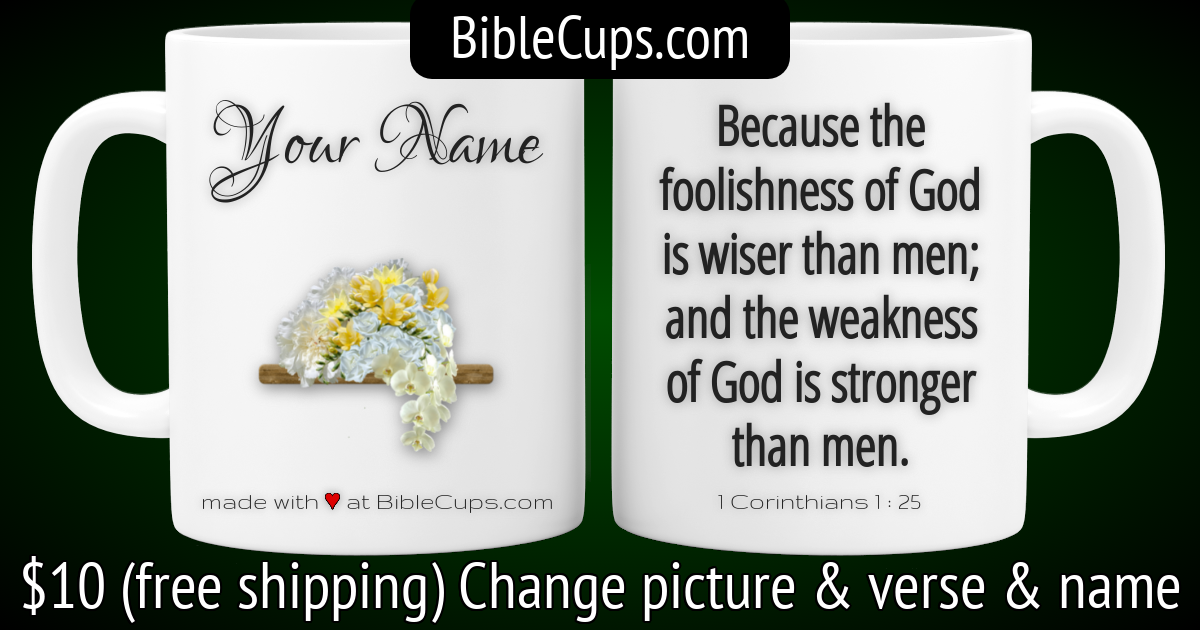 BibleCups.com
Your Name
made with ♥ at BibleCups.com
Because the
foolishness of God
is wiser than men;
and the weakness
of God is stronger
than men.
1 Corinthians 1 : 25
$10 (free shipping) Change picture & verse & name